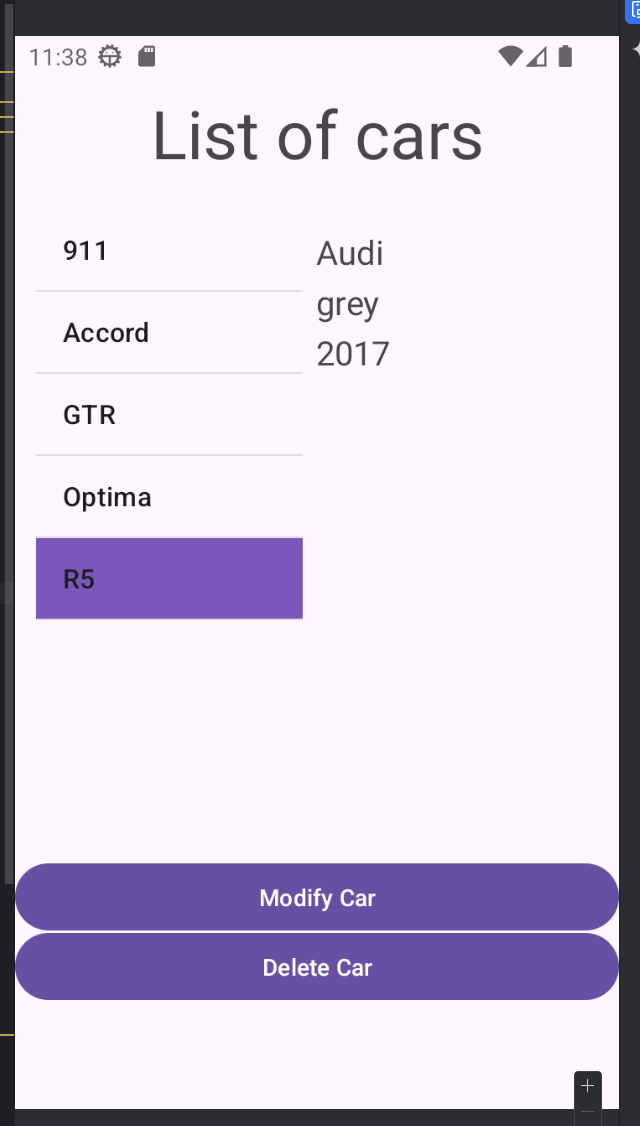 11:38
List of cars
911
Accord
GTR
Optima
R5
Audi
grey
2017
Modify Car
Delete Car